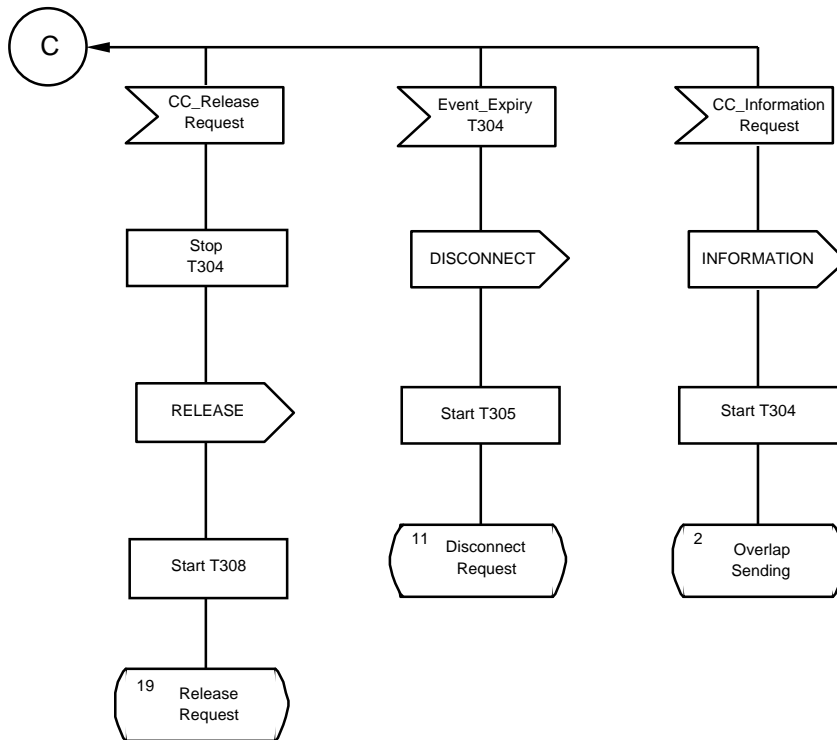 C
CC_Release
Request
Event_Expiry
T304
CC_Information
Request
Stop
T304
DISCONNECT
INFORMATION
RELEASE
Start T305
Start T304
Start T308
11
Disconnect
Request
2
Overlap
Sending
19
Release
Request